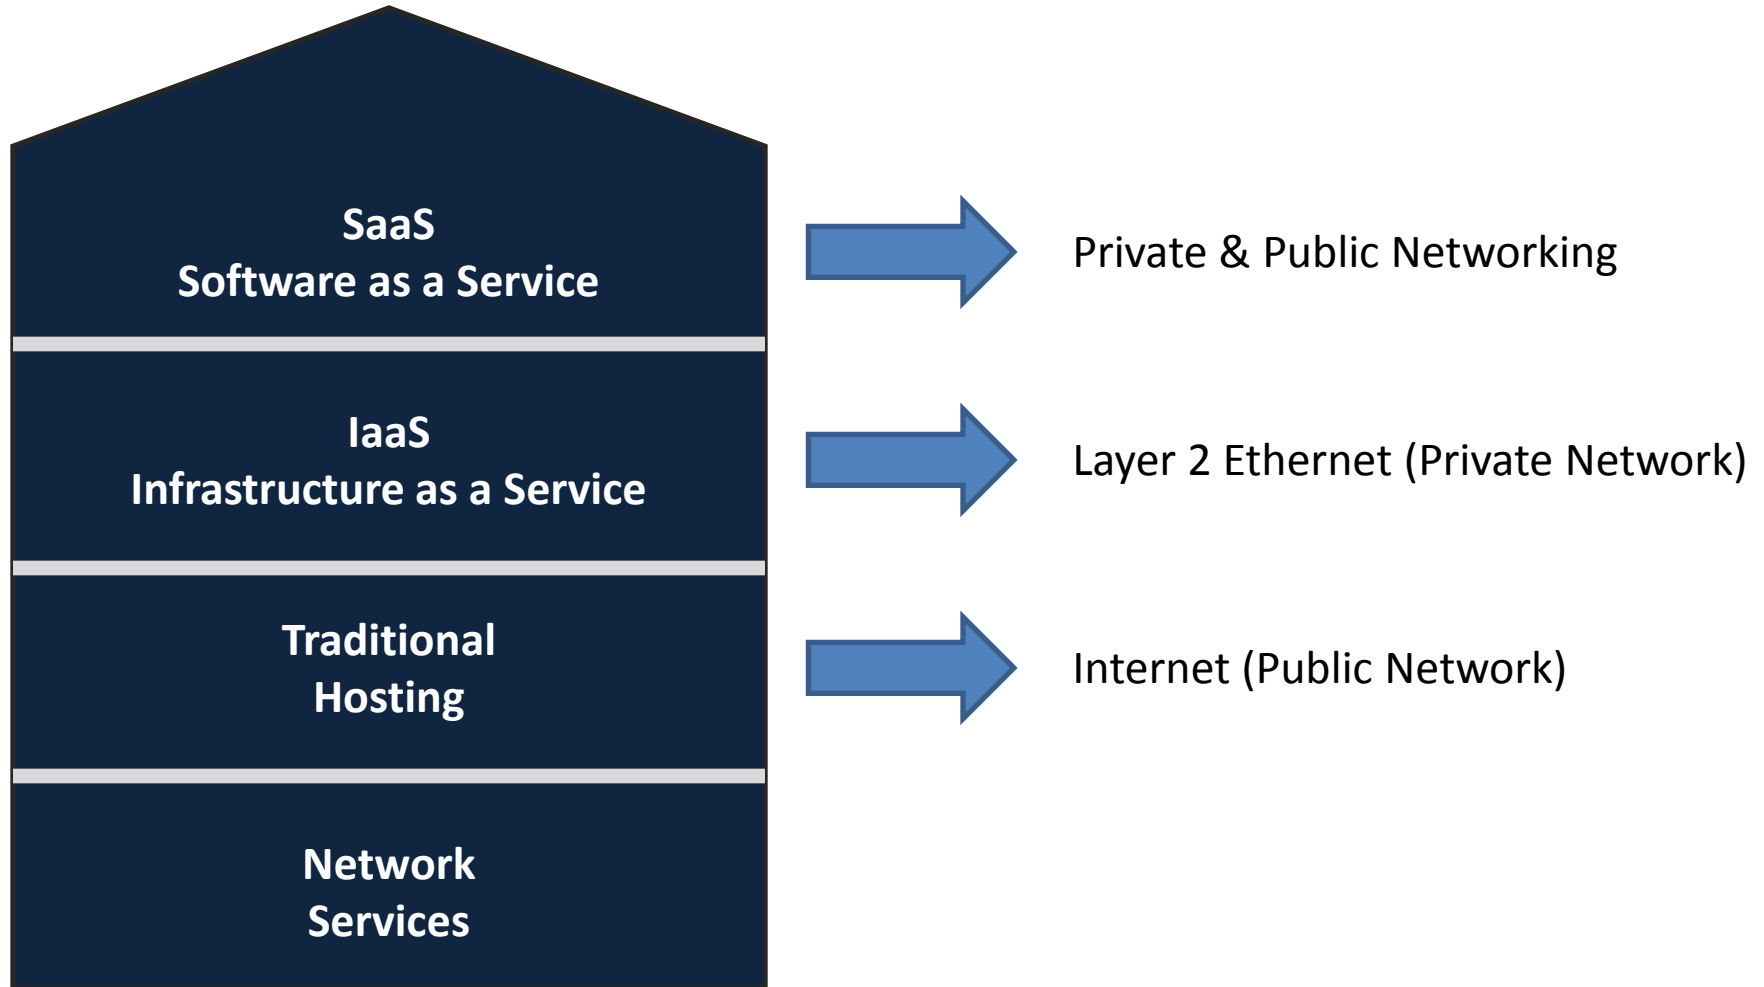 SaaS
Software as a Service
Private & Public Networking
IaaS
Infrastructure as a Service
Layer 2 Ethernet (Private Network)
Traditional
Hosting
Internet (Public Network)
Network
Services